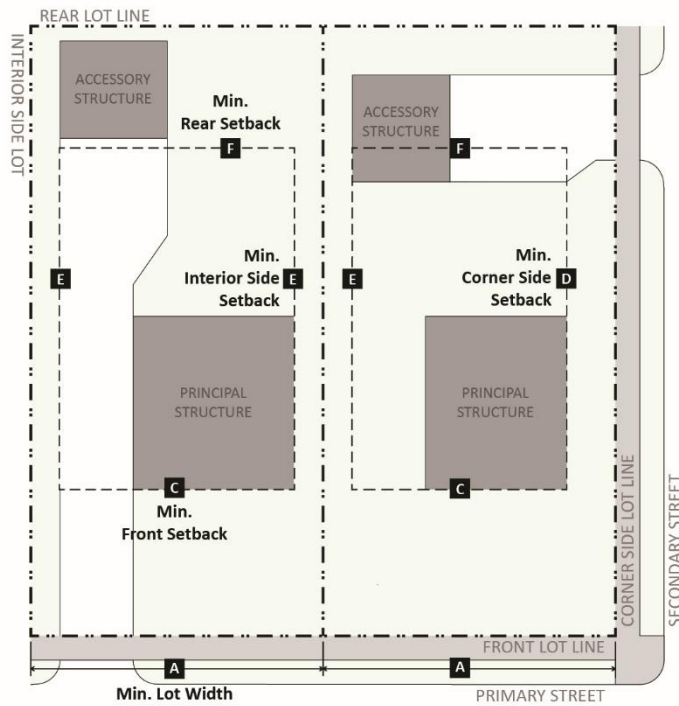 REAR LOT LINE
INTERIOR SIDE LOT
ACCESSORY
STRUCTURE
Min.
Rear Setback
F
ACCESSORY
STRUCTURE
F
E
Min.
Interior Side
Setback
E
E
Min.
Corner Side
Setback
D
PRINCIPAL
STRUCTURE
PRINCIPAL
STRUCTURE
C
Min.
Front Setback
C
CORNER SIDE LOT LINE
SECONDARY STREET
FRONT LOT LINE
A
A
Min. Lot Width
PRIMARY STREET